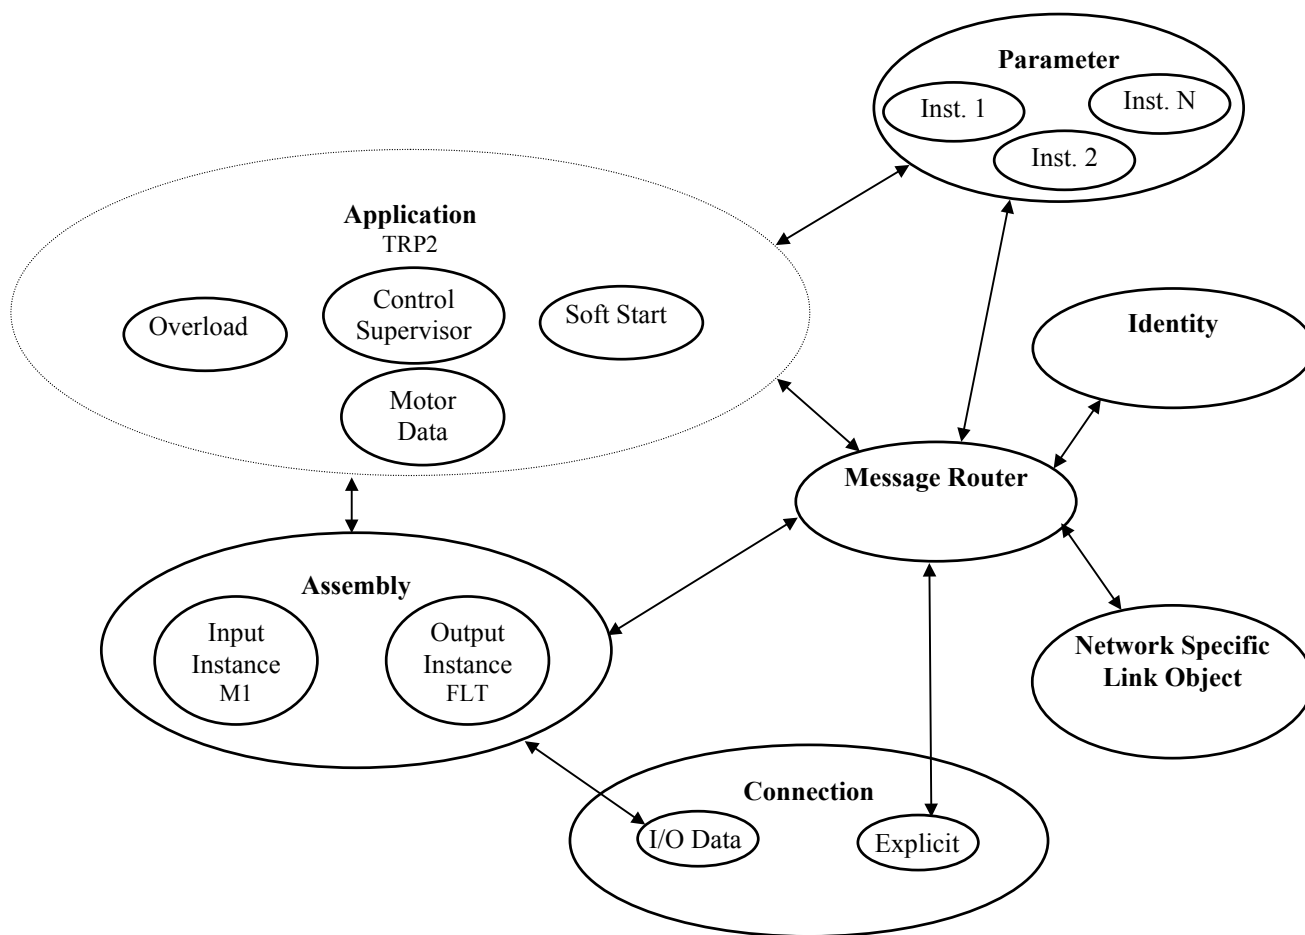 Parameter
Inst. 1
Inst. N
Inst. 2
Application
TRP2
Overload
Control
Supervisor
Soft Start
Motor
Data
Identity
Message Router
Assembly
Input
Instance
M1
Output
Instance
FLT
Network Specific
Link Object
Connection
I/O Data
Explicit